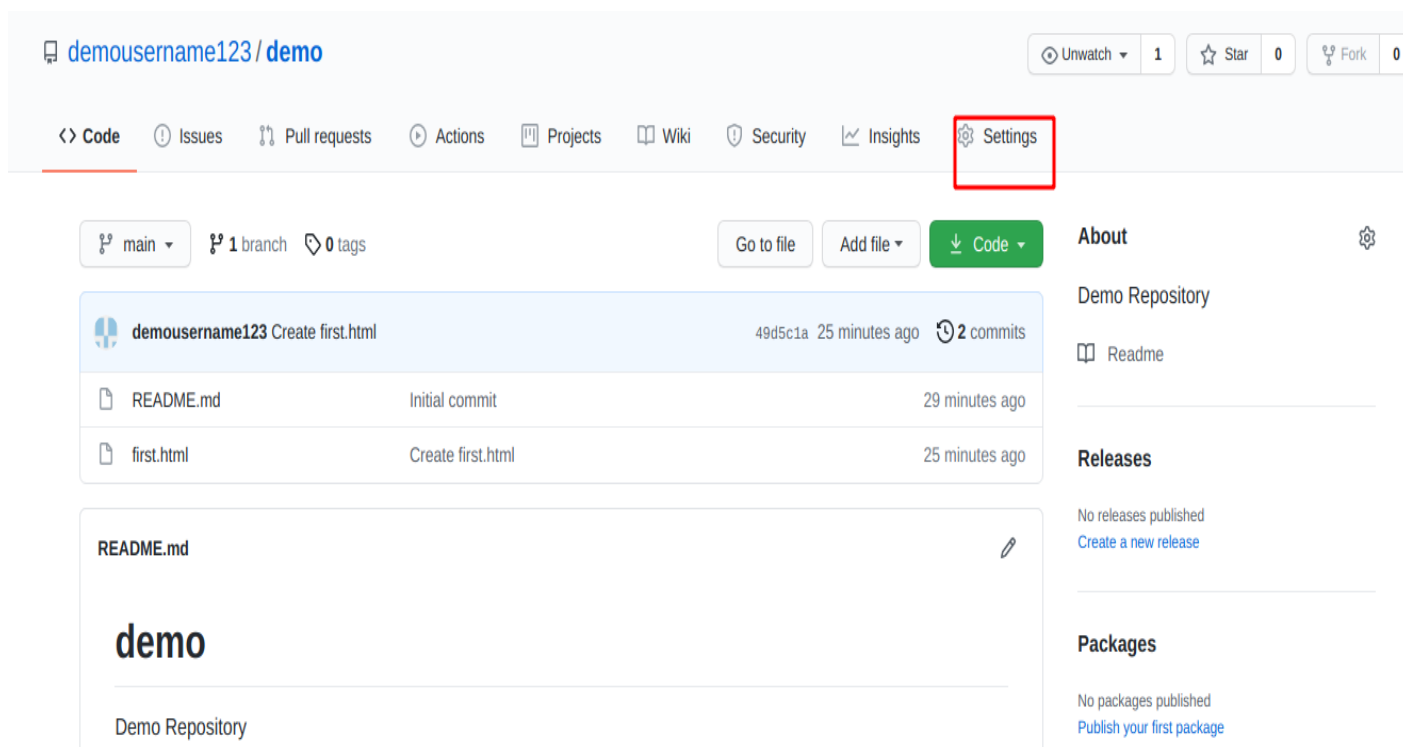 demousername123 / demo
Unwatch 1 Star 0 Fork 0
Code Issues Pull requests Actions Projects Wiki Security Insights Settings
main 1 branch 0 tags Go to file Add file Code
demousername123 Create first.html 49d5c1a 25 minutes ago 2 commits
README.md Initial commit 29 minutes ago
first.html Create first.html 25 minutes ago
README.md
demo
Demo Repository
About
Demo Repository
Readme
Releases
No releases published
Create a new release
Packages
No packages published
Publish your first package